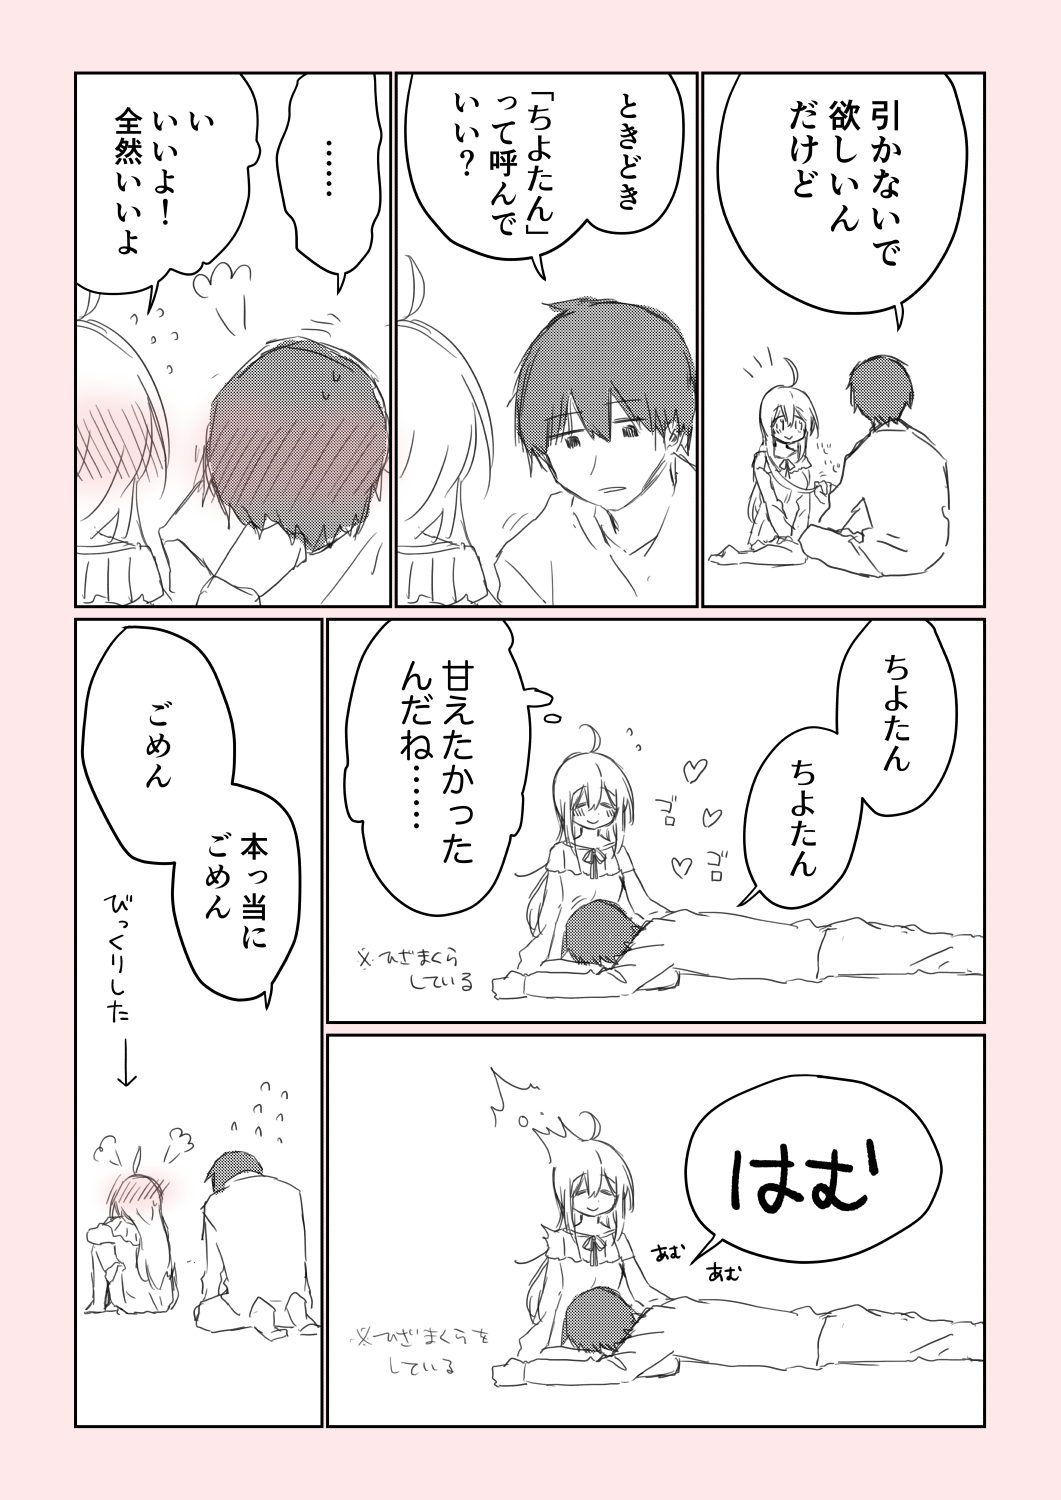 引かないで
欲しいん
だけど
ときどき
「ちよたん」
って呼んで
いい？
……
い
いいよ！
全然いいよ
ちよたん
ちよたん
甘えたかった
んだね……
ゴロ
ゴロ
※ひざまくら
している
はむ
あむ
あむ
※ひざまくらを
している
ごめん
本っ当に
ごめん
びっくりした